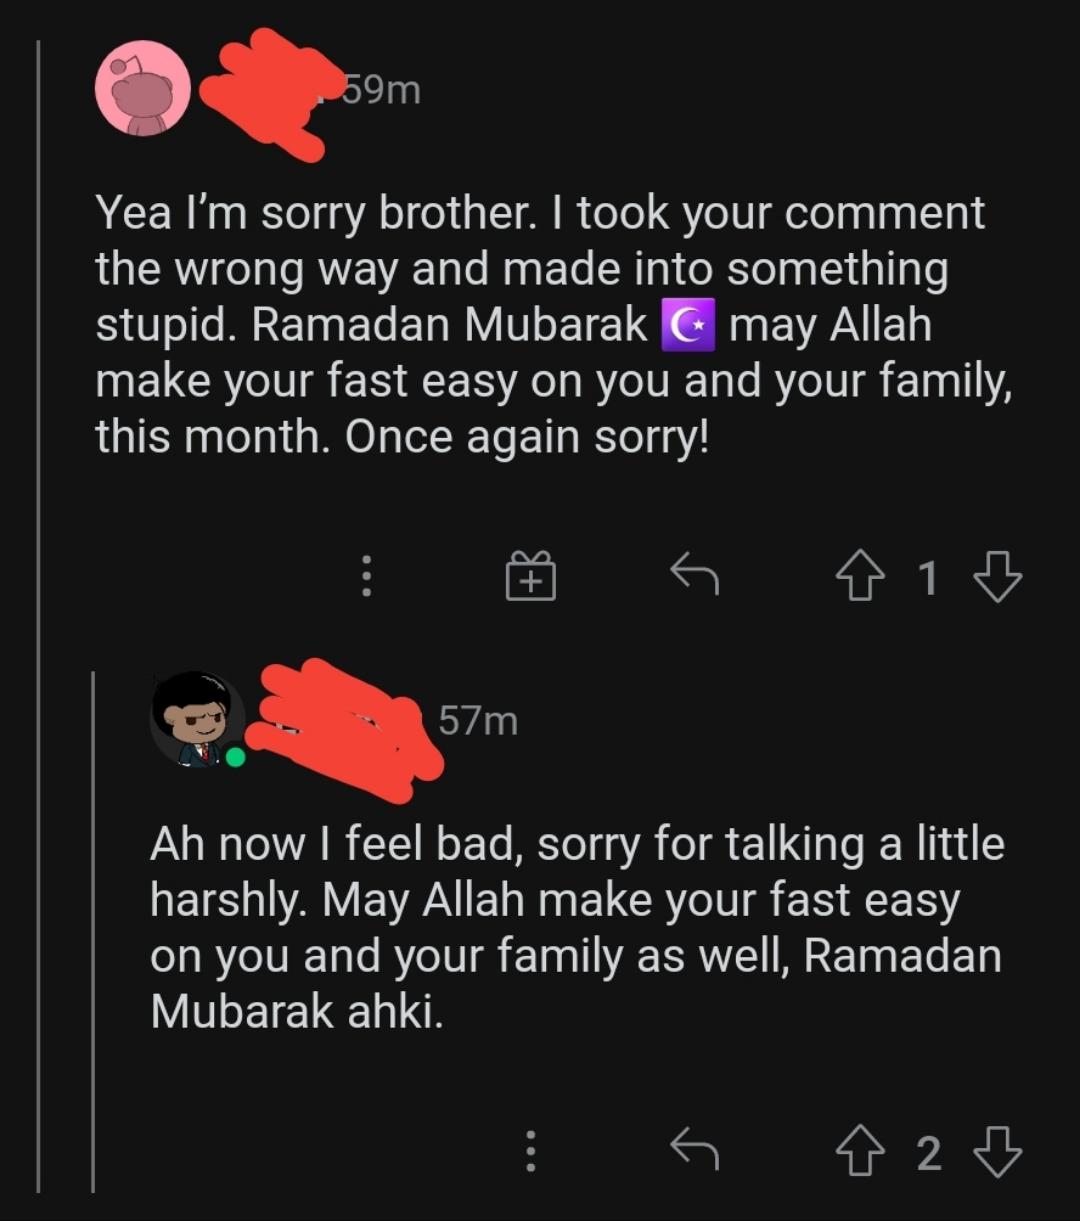 59m
Yea I’m sorry brother. I took your comment
the wrong way and made into something
stupid. Ramadan Mubarak ☪️ may Allah
make your fast easy on you and your family,
this month. Once again sorry!
1
57m
Ah now I feel bad, sorry for talking a little
harshly. May Allah make your fast easy
on you and your family as well, Ramadan
Mubarak ahki.
2